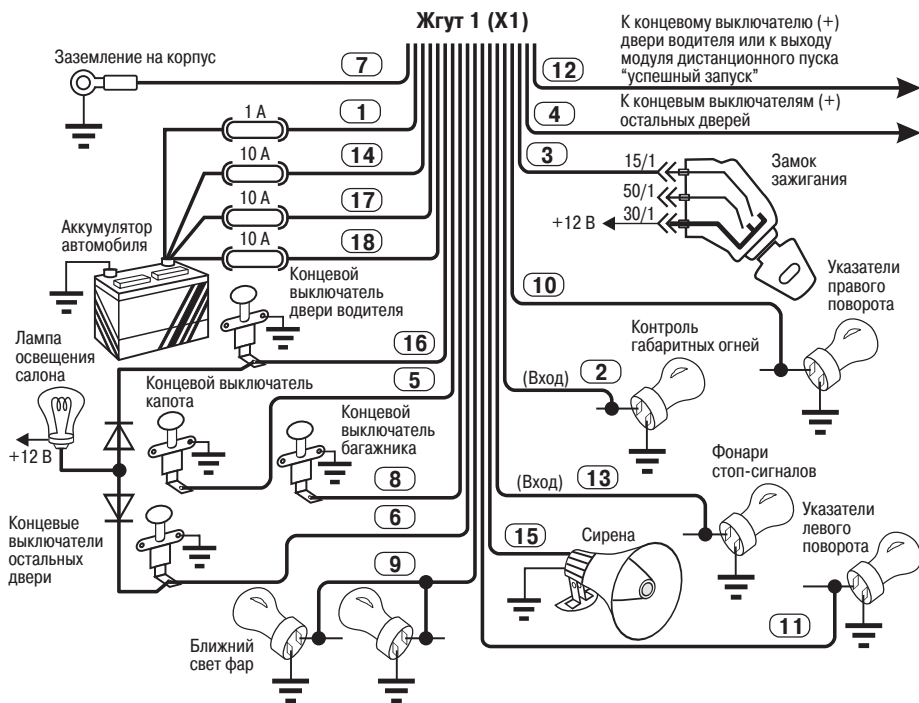 Жгут 1 (X1)
Заземление на корпус
7
1 А
1
10 А
14
10 А
17
10 А
18
Аккумулятор
автомобиля
Концевой
выключатель
двери водителя
16
Лампа
освещения
салона
+12 В
5
Концевой выключатель
капота
Концевой
выключатель
багажника
8
6
Концевые
выключатели
остальных
двери
9
Ближний
свет фар
К концевому выключателю (+)
двери водителя или к выходу
модуля дистанционного пуска
“успешный запуск”
12
К концевым выключателям (+)
остальных дверей
4
3
15/1
50/1
30/1
+12 В
Замок
зажигания
10
Указатели
правого
поворота
Контроль
габаритных огней
(Вход)
2
Фонари
стоп-сигналов
(Вход)
13
Указатели
левого
поворота
15
Сирена
11